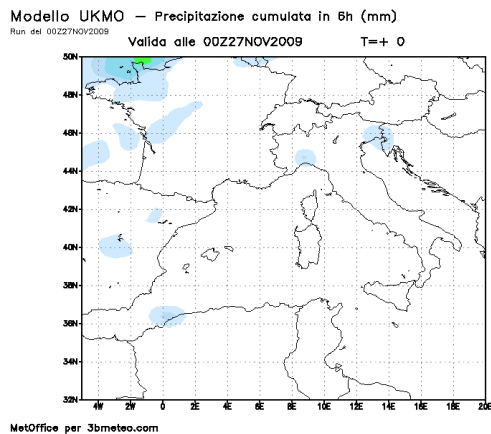 Modello UKMO – Precipitazione cumulata in 6h (mm)
Run del 00Z27NOV2009
Valida alle 00Z27NOV2009 T=+ 0
50N
48N
46N
44N
42N
40N
38N
36N
34N
32N
4W 2W 0 2E 4E 6E 8E 10E 12E 14E 16E 18E 20E
MetOffice per 3bmeteo.com